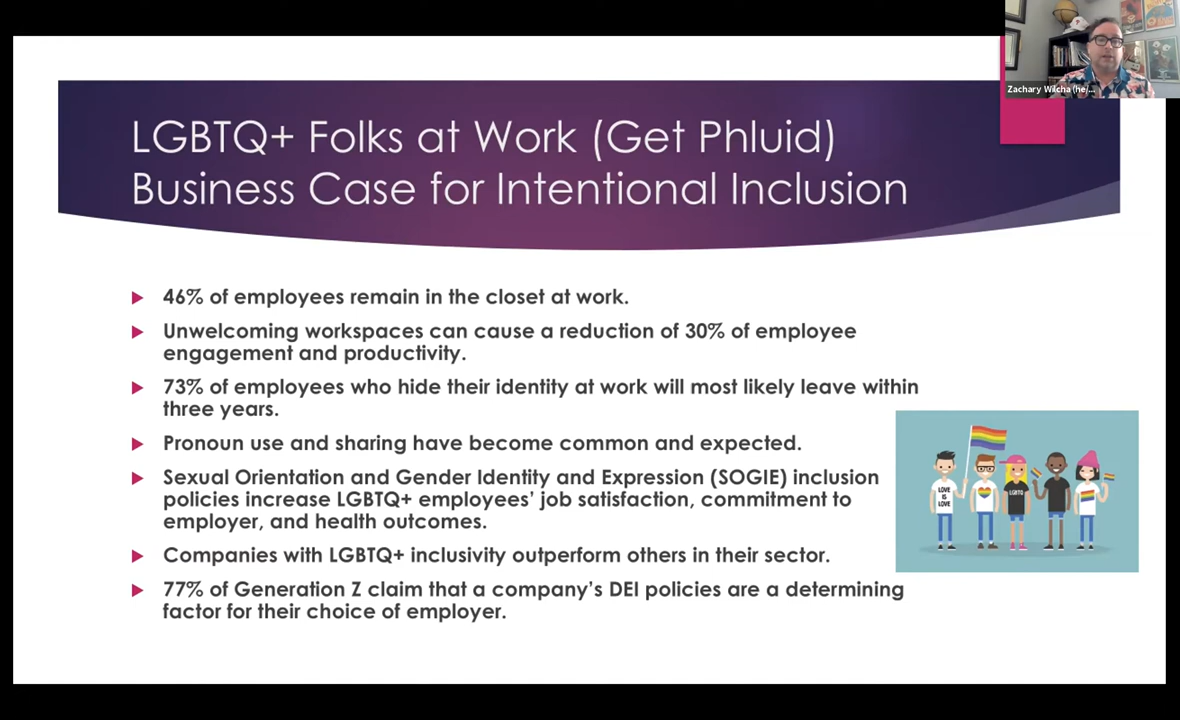 Zachary Wilcha (he/...
LGBTQ+ Folks at Work (Get Phluid)
Business Case for Intentional Inclusion
46% of employees remain in the closet at work.
Unwelcoming workspaces can cause a reduction of 30% of employee
engagement and productivity.
73% of employees who hide their identity at work will most likely leave within
three years.
Pronoun use and sharing have become common and expected.
Sexual Orientation and Gender Identity and Expression (SOGIE) inclusion
policies increase LGBTQ+ employees’ job satisfaction, commitment to
employer, and health outcomes.
Companies with LGBTQ+ inclusivity outperform others in their sector.
77% of Generation Z claim that a company’s DEI policies are a determining
factor for their choice of employer.
LOVE
IS
LOVE
LGBTQ